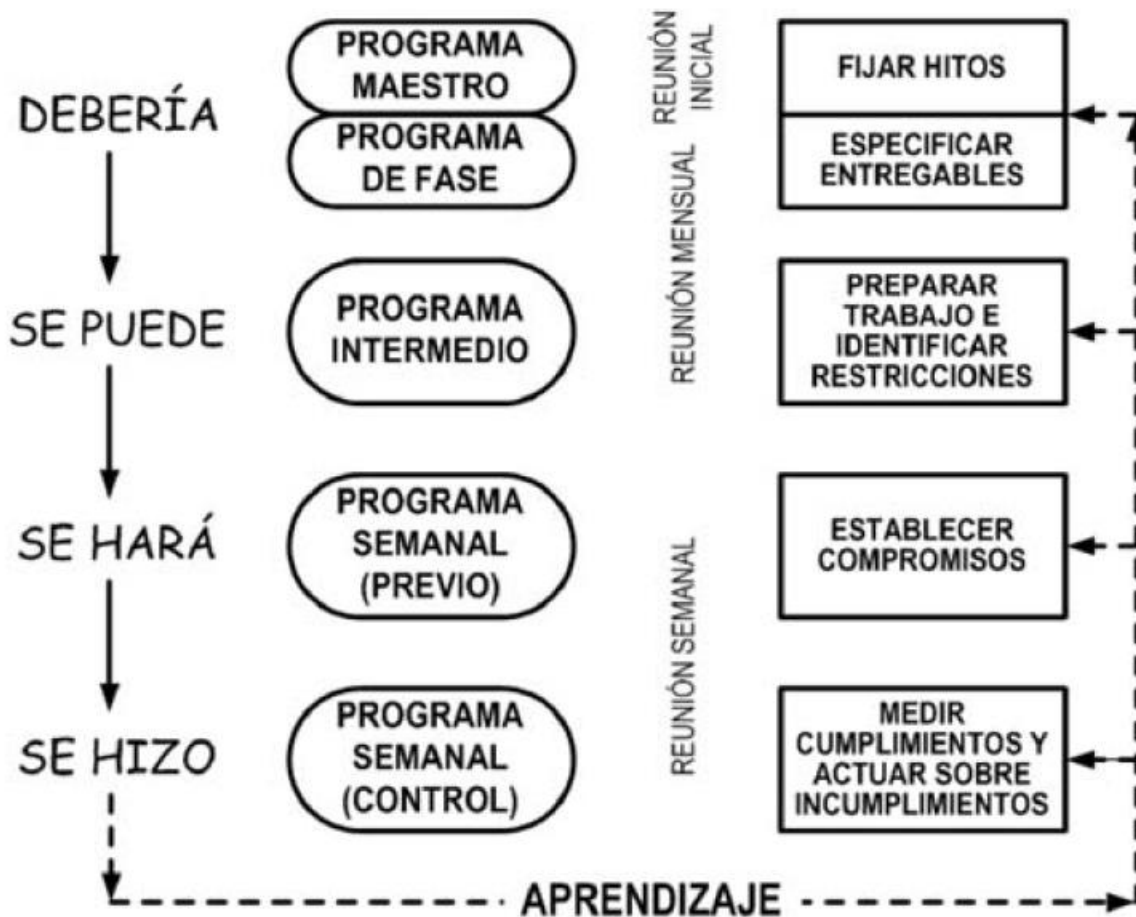 DEBERÍA
PROGRAMA
MAESTRO
PROGRAMA
DE FASE
REUNIÓN
INICIAL
FIJAR HITOS
ESPECIFICAR
ENTREGABLES
SE PUEDE
PROGRAMA
INTERMEDIO
REUNIÓN MENSUAL
PREPARAR
TRABAJO E
IDENTIFICAR
RESTRICCIONES
SE HARÁ
PROGRAMA
SEMANAL
(PREVIO)
ESTABLECER
COMPROMISOS
REUNIÓN SEMANAL
SE HIZO
PROGRAMA
SEMANAL
(CONTROL)
MEDIR
CUMPLIMIENTOS Y
ACTUAR SOBRE
INCUMPLIMIENTOS
APRENDIZAJE